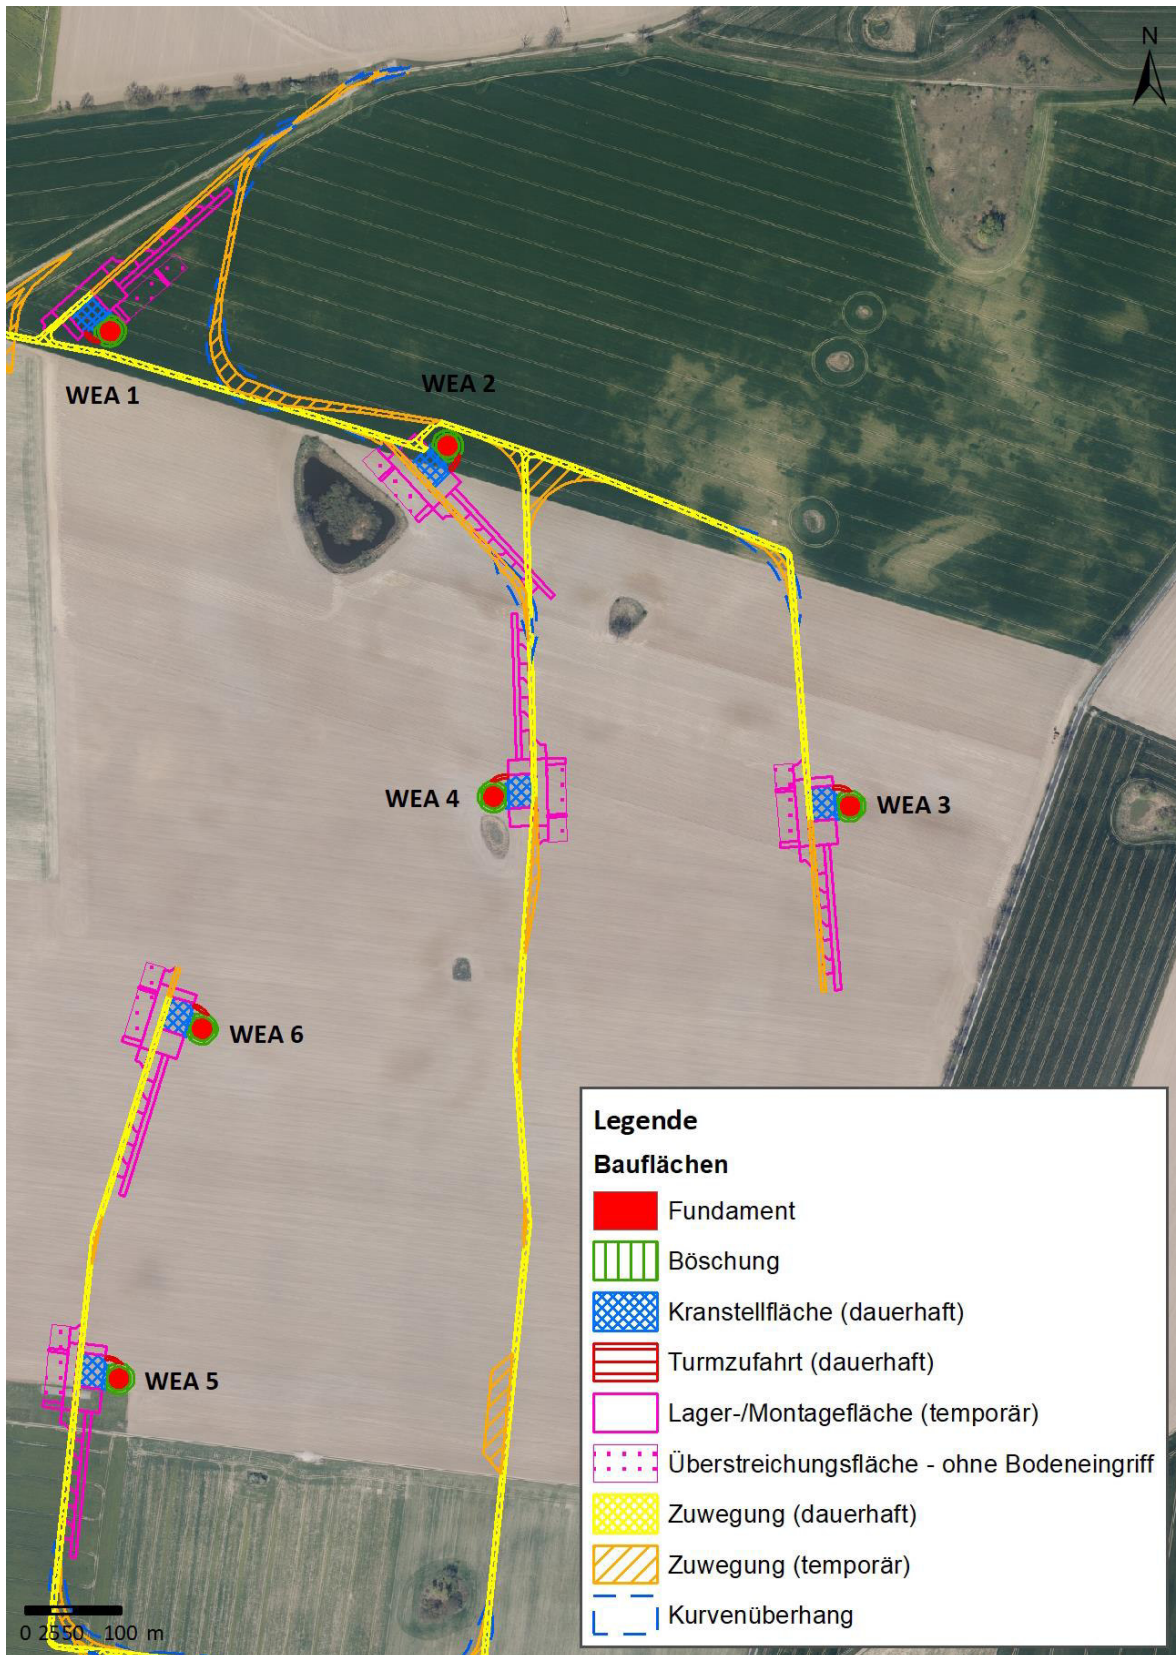 N
WEA 1
WEA 2
WEA 4
WEA 3
WEA 6
WEA 5
Legende
Bauflächen
Fundament
Böschung
Kranstellfläche (dauerhaft)
Turmzufahrt (dauerhaft)
Lager-/Montagefläche (temporär)
Überstreichungsfläche - ohne Bodeneingriff
Zuwegung (dauerhaft)
Zuwegung (temporär)
Kurvenüberhang
0 2550 100 m